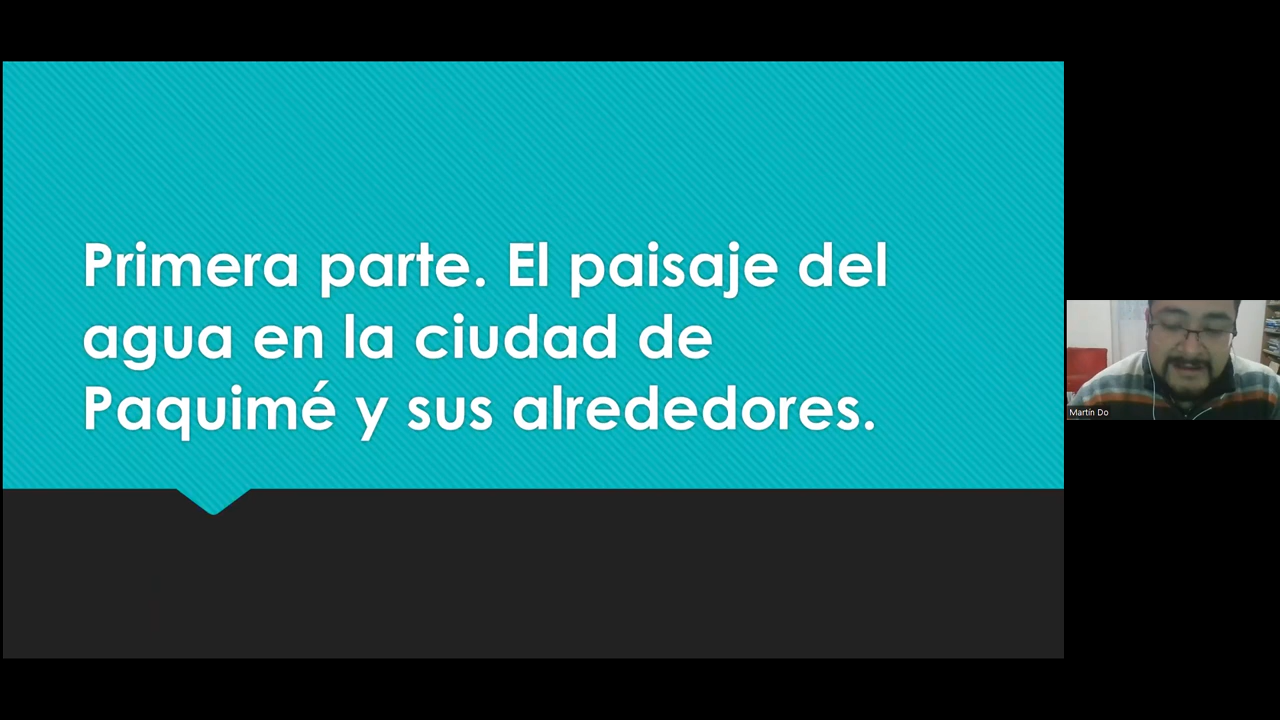 Primera parte. El paisaje del
agua en la ciudad de
Paquimé y sus alrededores.
Martín Do